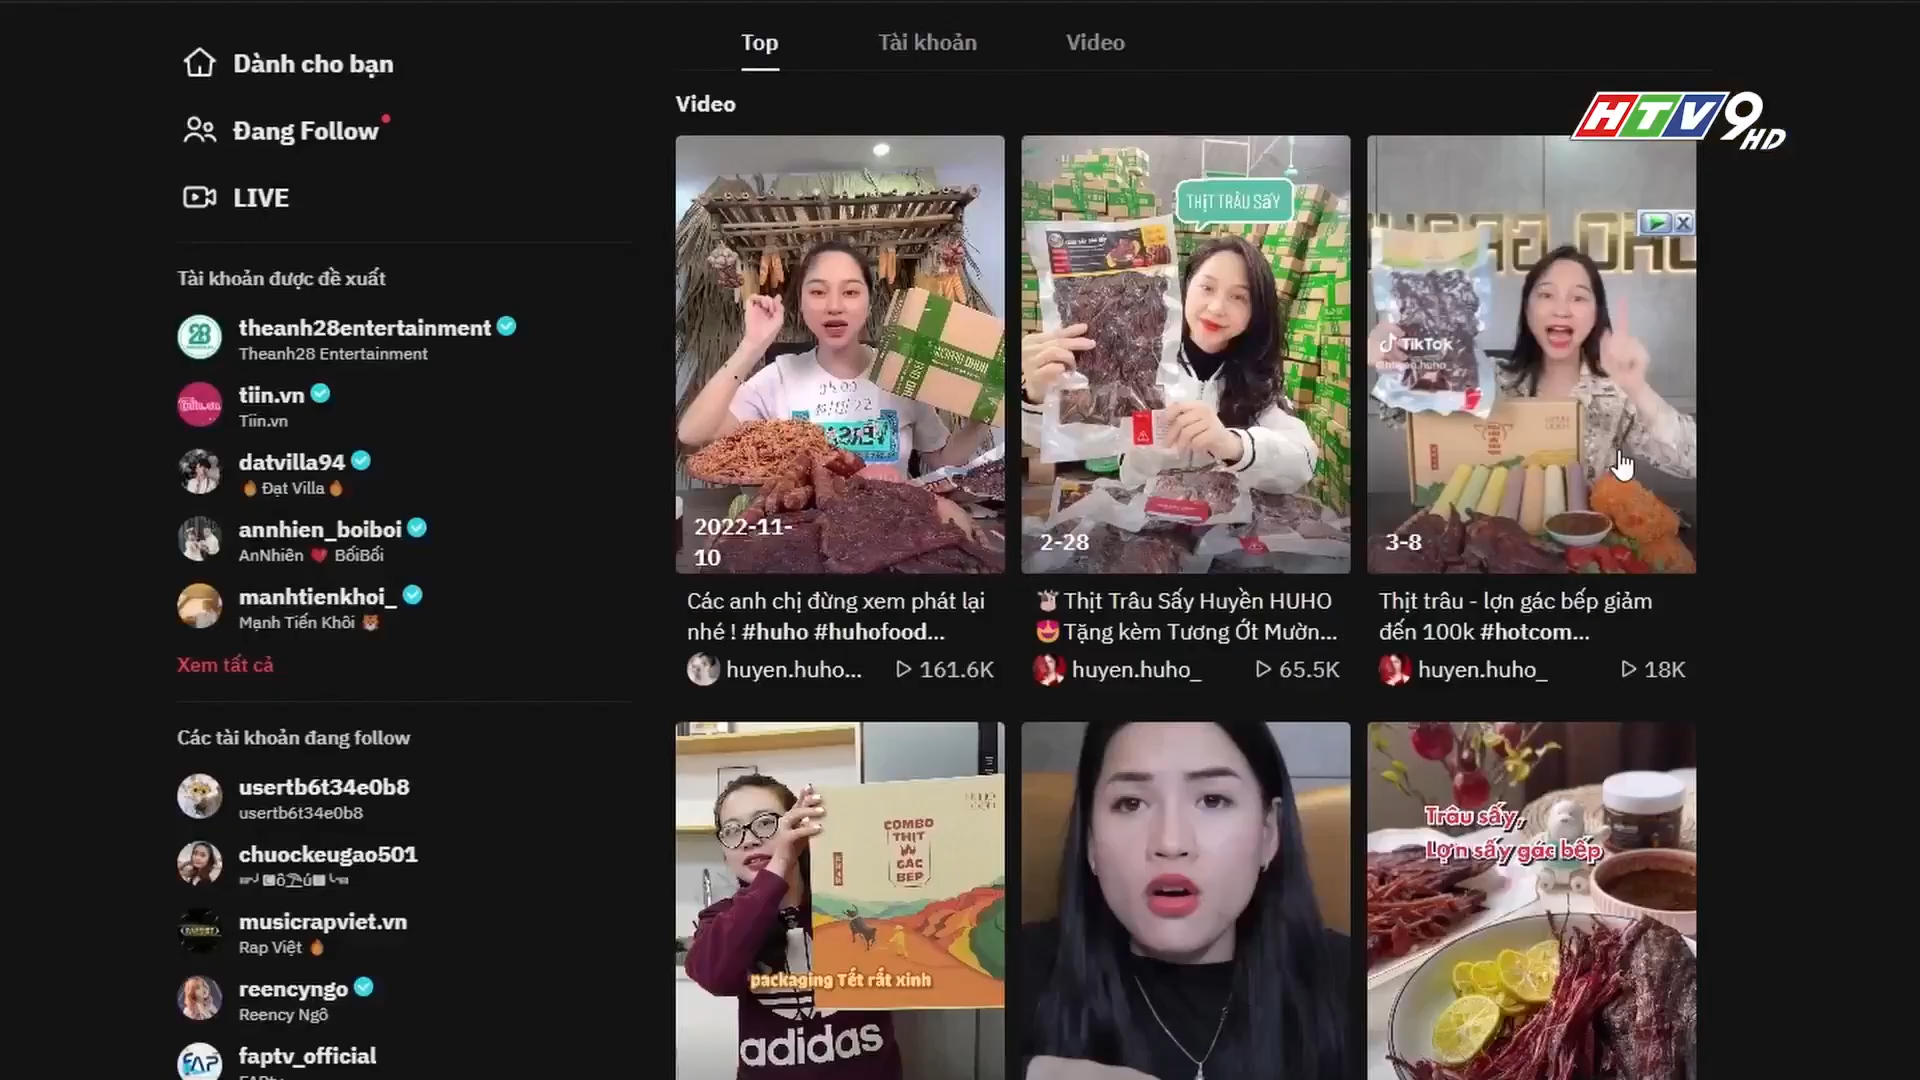 Dành cho bạn
Đang Follow
LIVE
Tài khoản được đề xuất
theanh28entertainment
Theanh28 Entertainment
tiin.vn
Tiin.vn
datvilla94
Đạt Villa
annhien_boiboi
AnNhiên ❤️ BốiBối
manhtienkhoi_
Mạnh Tiến Khôi
Xem tất cả
Các tài khoản đang follow
usertb6t34e0b8
usertb6t34e0b8
chuockeugao501
musicrapviet.vn
Rap Việt
reencyngo
Reency Ngô
faptv_official
Top
Tài khoản
Video
HTV9 HD
Video
2022-11-
10
Các anh chị đừng xem phát lại
nhé ! #huho #huhofood...
huyen.huho...
161.6K
THỊT TRÂU SẤY
2-28
Thịt Trâu Sấy Huyền HUHO
Tặng kèm Tương Ớt Mườn...
huyen.huho_
65.5K
TikTok
3-8
Thịt trâu - lợn gác bếp giảm
đến 100k #hotcom...
huyen.huho_
18K
COMBO
THỊT
GÁC
BẾP
packaging Tết rất xinh
adidas
Trâu sấy,
Lợn sấy gác bếp